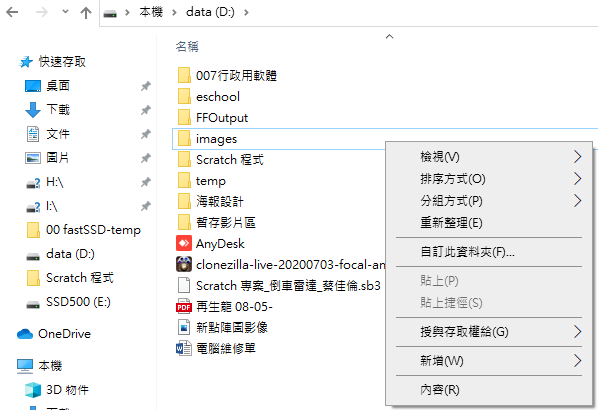 本機 data (D:)
名稱
快速存取
桌面
下載
文件
圖片
H:\
I:\
00 fastSSD-temp
data (D:)
Scratch 程式
SSD500 (E:)
OneDrive
本機
3D 物件
007行政用軟體
eschool
FFOutput
images
Scratch 程式
temp
海報設計
暫存影片區
AnyDesk
clonezilla-live-20200703-focal-an
Scratch 專案_倒車雷達_蔡佳倫.sb3
再生龍 08-05-
新點陣圖影像
電腦維修單
檢視(V)
排序方式(O)
分組方式(P)
重新整理(E)
自訂此資料夾(F)...
貼上(P)
貼上捷徑(S)
授與存取權給(G)
新增(W)
內容(R)